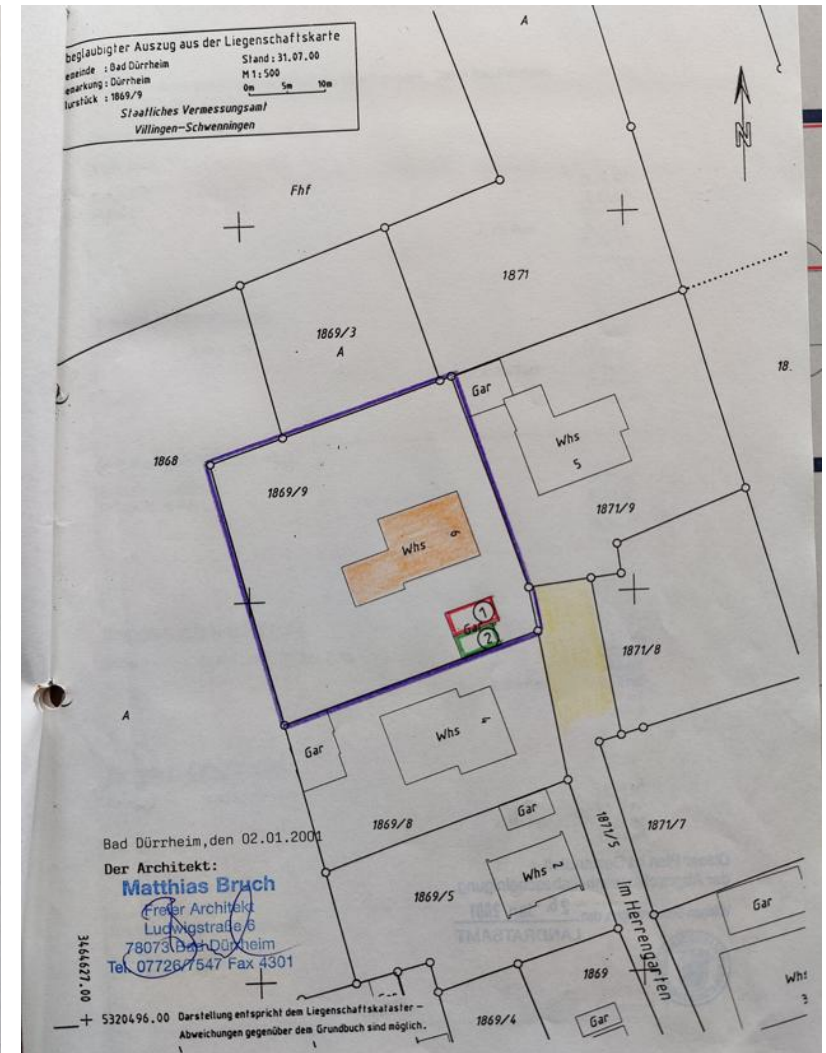 beglaubigter Auszug aus der Liegenschaftskarte
emeinde : Bad Dürrheim
Stand : 31.07.00
emarkung : Dürrheim
M 1 : 500
lurstück : 1869/9
0m 5m 10m
Staatliches Vermessungsamt
Villingen-Schwenningen
A
N
Fhf
1871
1869/3
A
18.
Gar
Whs
5
1868
1869/9
1871/9
Whs 6
1
Gar
2
1871/8
A
Gar
Whs 4
1869/8
Gar
1871/5
1871/7
Whs 2
1869/5
Im Herrengarten
Gar
Whs
3
1869
1869/4
Gar
Bad Dürrheim,den 02.01.2001
Der Architekt:
Matthias Bruch
Freier Architekt
Ludwigstraße 6
78073 Bad Dürrheim
Tel. 07726/7547 Fax 4301
3464627.00
5320496.00 Darstellung entspricht dem Liegenschaftskataster –
Abweichungen gegenüber dem Grundbuch sind möglich.
LANDRATSAMT